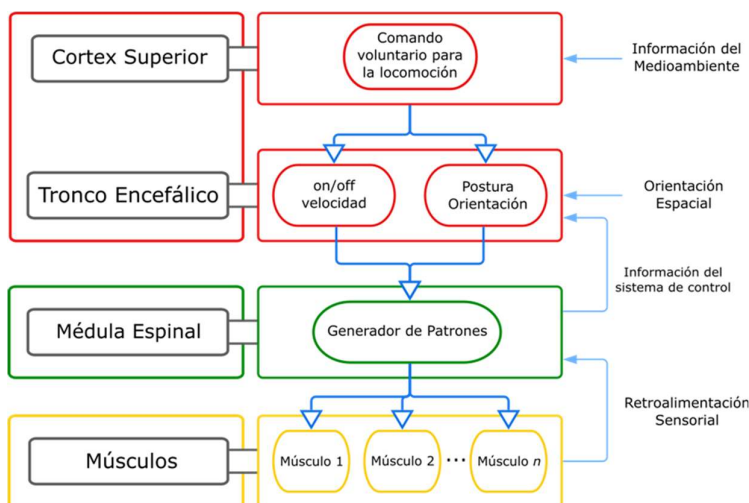 Cortex Superior
Comando
voluntario para
la locomoción
Información del
Medioambiente
Tronco Encefálico
on/off
velocidad
Postura
Orientación
Orientación
Espacial
Información del
sistema de control
Médula Espinal
Generador de Patrones
Retroalimentación
Sensorial
Músculos
Músculo 1
Músculo 2
...
Músculo n